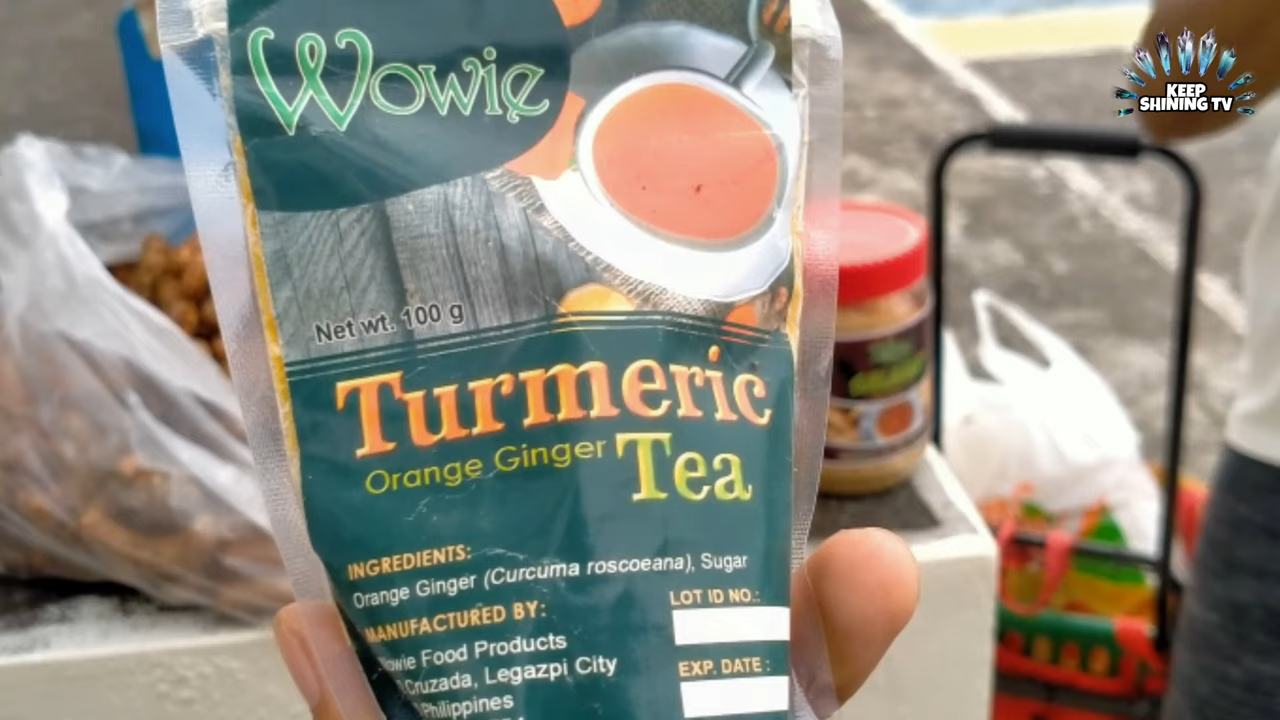 KEEP
SHINING TV
Wowie
Net wt. 100 g
Turmeric
Orange Ginger Tea
INGREDIENTS:
Orange Ginger (Curcuma roscoeana), Sugar
MANUFACTURED BY:
Wowie Food Products
Cruzada, Legazpi City
Philippines
LOT ID NO.:
EXP. DATE :